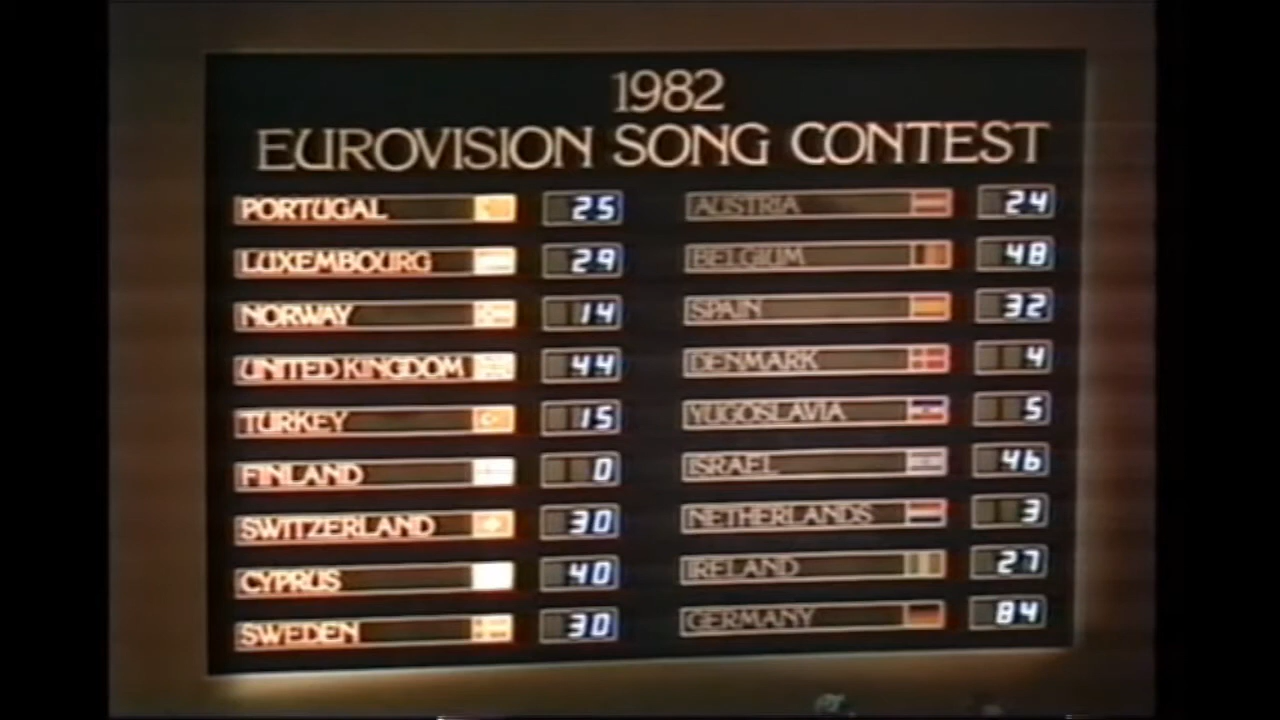 1982
EUROVISION SONG CONTEST
PORTUGAL 25 AUSTRIA 24
LUXEMBOURG 29 BELGIUM 48
NORWAY 14 SPAIN 32
UNITED KINGDOM 44 DENMARK 4
TURKEY 15 YUGOSLAVIA 5
FINLAND 0 ISRAEL 46
SWITZERLAND 30 NETHERLANDS 3
CYPRUS 40 IRELAND 27
SWEDEN 30 GERMANY 84